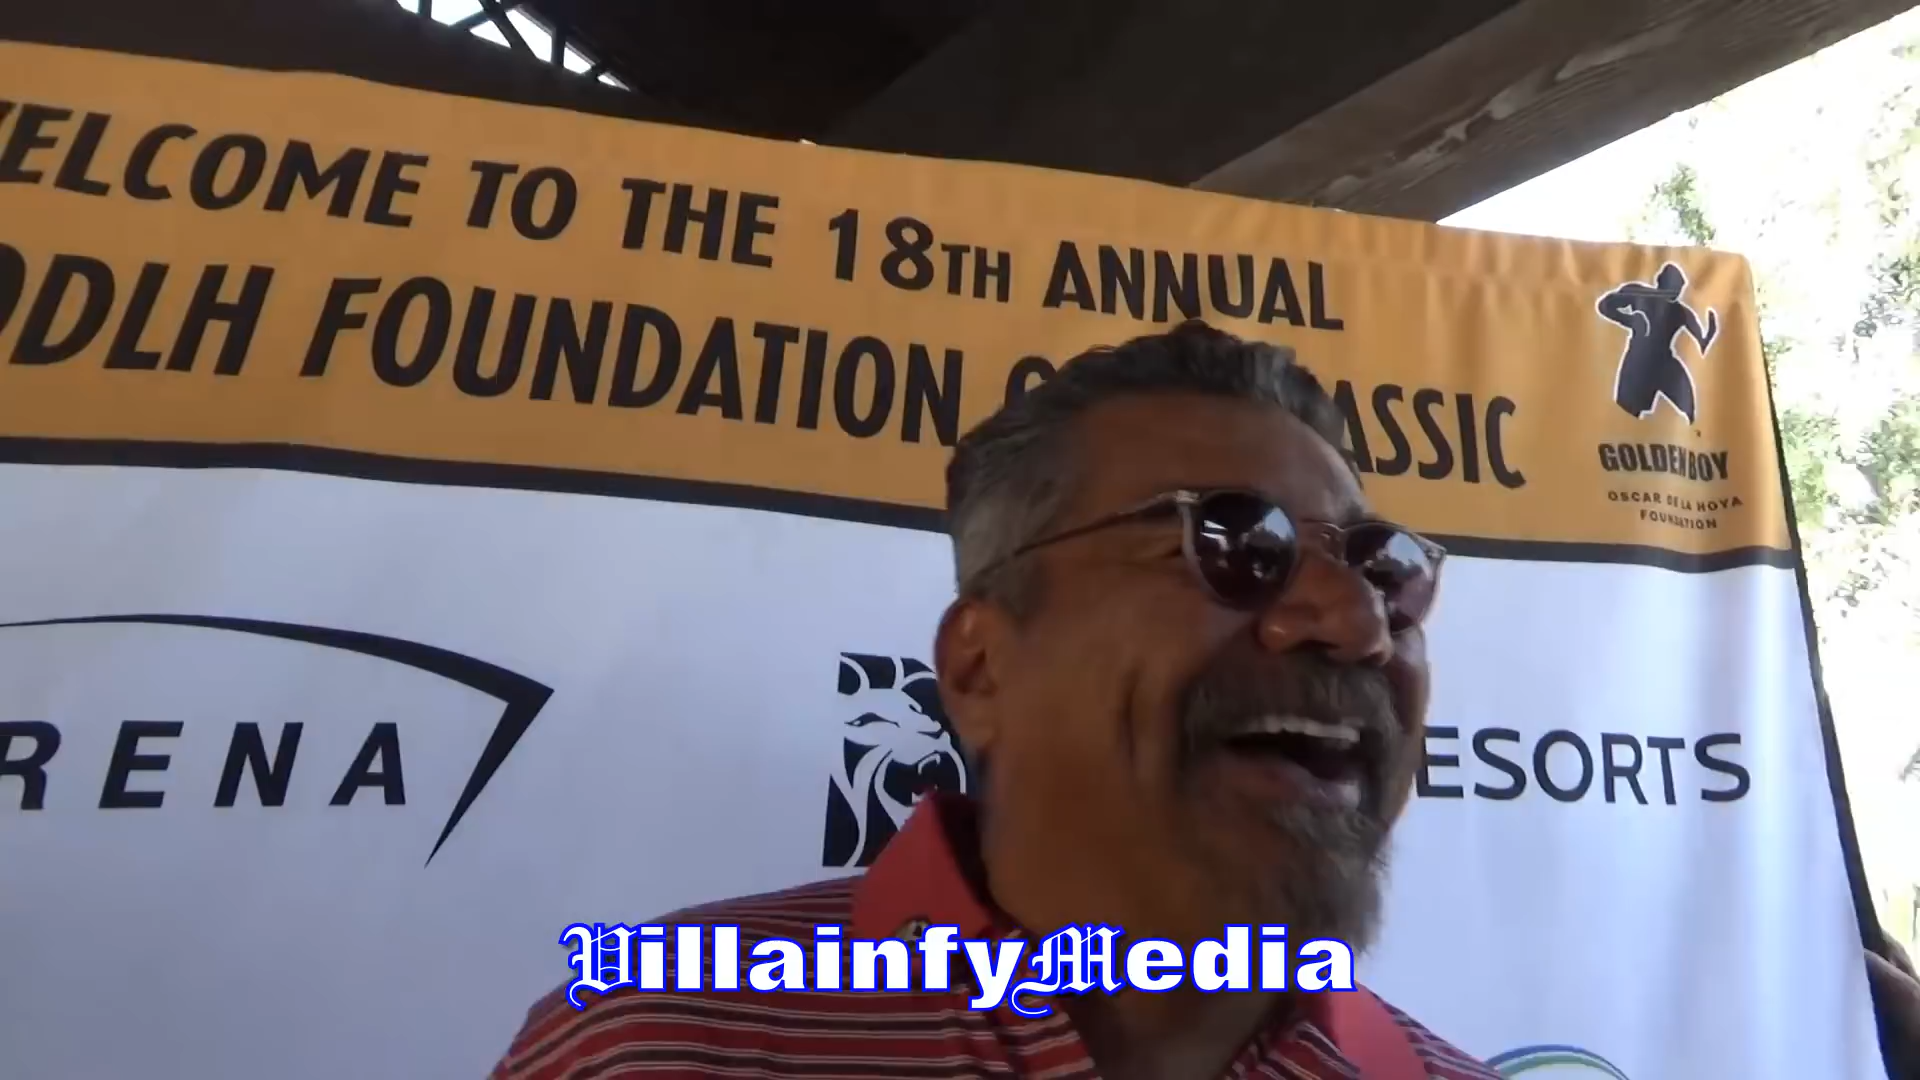 ELCOME TO THE 18TH ANNUAL
ODLH FOUNDATION ASSIC
GOLDEN BOY
OSCAR DE LA HOYA
FOUNDATION
RENA
ESORTS
VillainfyMedia